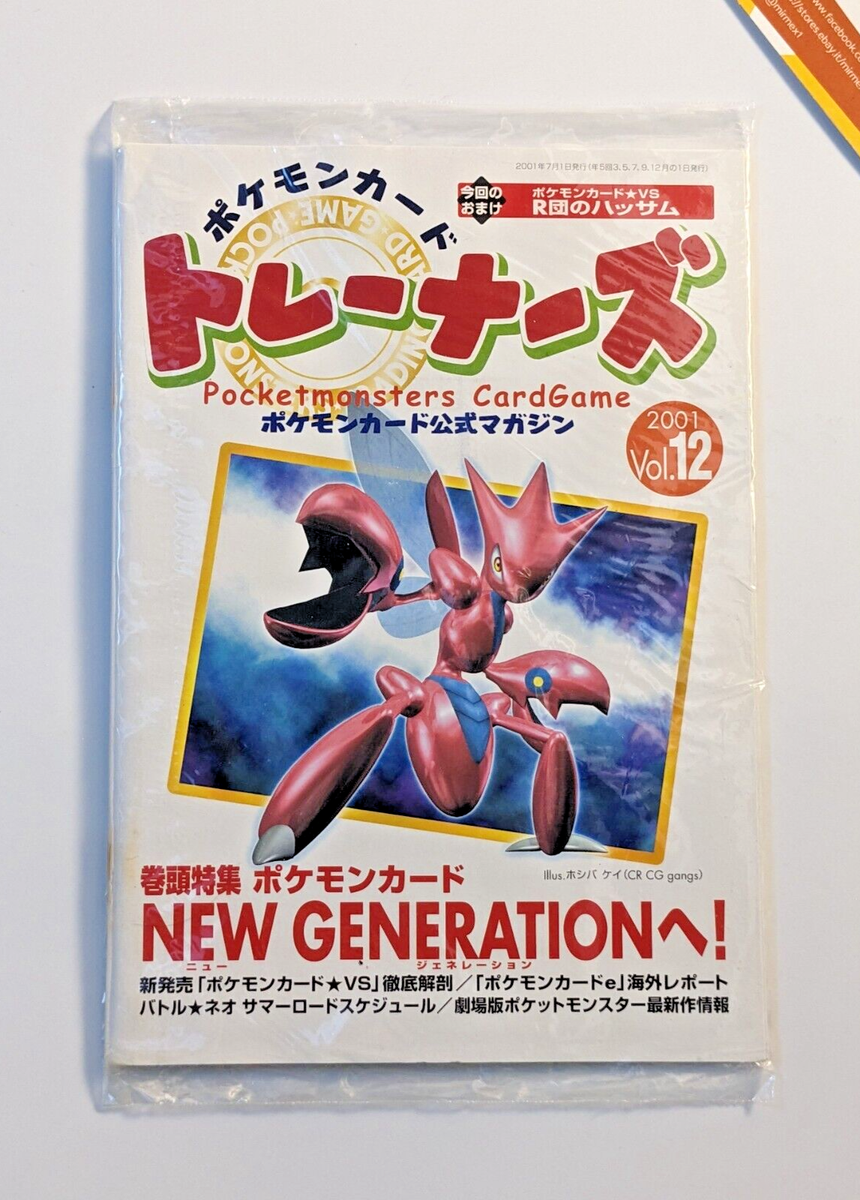 www.facebook.co
://stores.ebay.it/mirmex
@mirmex1
2001年7月1日発行(年5回3,5,7,9,12月の1日発行)
今回の
おまけ
ポケモンカード★VS
R団のハッサム
ポケモンカード
トレーナーズ
Pocketmonsters CardGame
ポケモンカード公式マガジン
2001
Vol.12
Illus.ホシバ ケイ(CR CG gangs)
巻頭特集 ポケモンカード
NEW GENERATIONへ!
ニュー ジェネレーション
新発売「ポケモンカード★VS」徹底解剖/「ポケモンカードe」海外レポート
バトル★ネオ サマーロードスケジュール/劇場版ポケットモンスター最新作情報